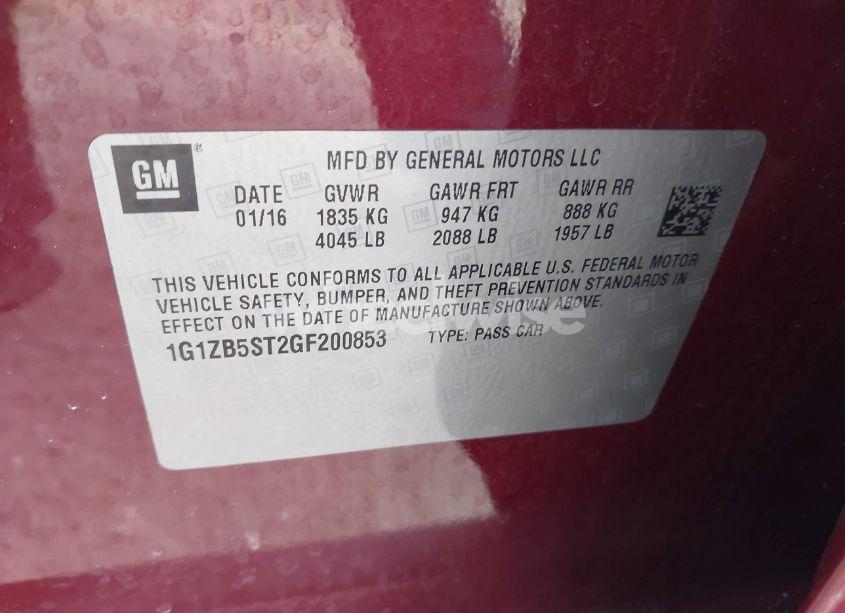 GM®
MFD BY GENERAL MOTORS LLC
DATE GVWR GAWR FRT GAWR RR
01/16 1835 KG 947 KG 888 KG
4045 LB 2088 LB 1957 LB
THIS VEHICLE CONFORMS TO ALL APPLICABLE U.S. FEDERAL MOTOR
VEHICLE SAFETY, BUMPER, AND THEFT PREVENTION STANDARDS IN
EFFECT ON THE DATE OF MANUFACTURE SHOWN ABOVE.
1G1ZB5ST2GF200853 TYPE: PASS CAR